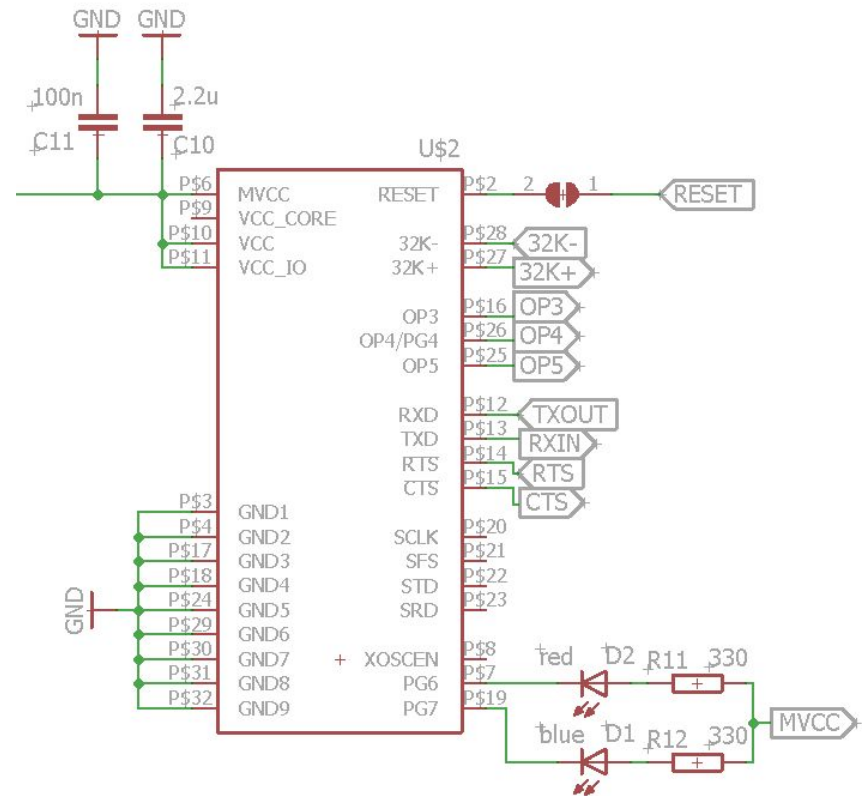 GND GND
100n 2.2u
C11 C10
U$2
P$6 MVCC RESET P$2 2 1 RESET
P$9 VCC_CORE
P$10 VCC 32K- P$28 32K-
P$11 VCC_IO 32K+ P$27 32K+
OP3 P$16 OP3
OP4/PG4 P$26 OP4
OP5 P$25 OP5
RXD P$12 TXOUT
TXD P$13 RXIN
RTS P$14 RTS
CTS P$15 CTS
P$3 GND1
P$4 GND2 SCLK P$20
P$17 GND3 SFS P$21
P$18 GND4 STD P$22
GND P$24 GND5 SRD P$23
P$29 GND6
P$30 GND7 XOSCEN P$8 red D2 R11 330
P$31 GND8 PG6 P$7
P$32 GND9 PG7 P$19 MVCC
blue D1 R12 330